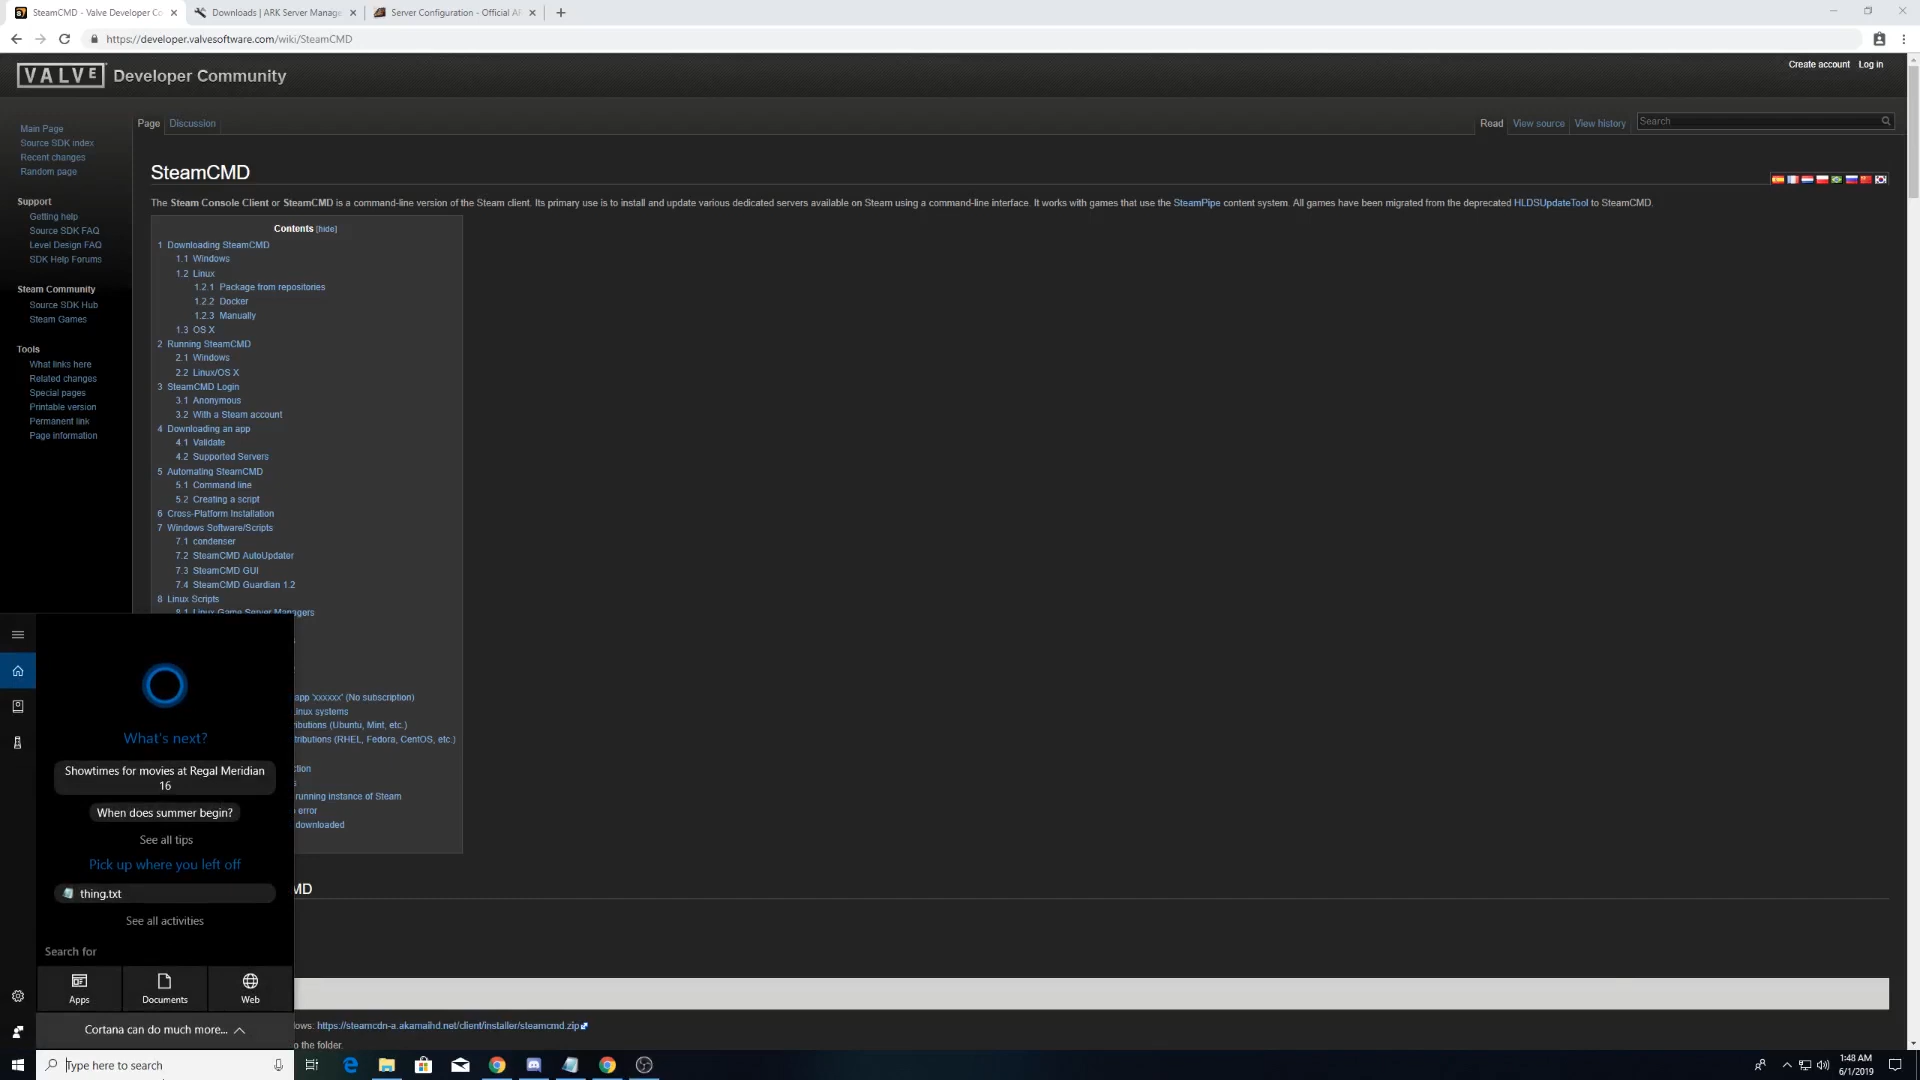 SteamCMD - Valve Developer Co
Downloads | ARK Server Manage
Server Configuration - Official A
https://developer.valvesoftware.com/wiki/SteamCMD
VALVE Developer Community
Create account Log in
Page Discussion
Read View source View history Search
Main Page
Source SDK index
Recent changes
Random page
Support
Getting help
Source SDK FAQ
Level Design FAQ
SDK Help Forums
Steam Community
Source SDK Hub
Steam Games
Tools
What links here
Related changes
Special pages
Printable version
Permanent link
Page information
SteamCMD
The Steam Console Client or SteamCMD is a command-line version of the Steam client. Its primary use is to install and update various dedicated servers available on Steam using a command-line interface. It works with games that use the SteamPipe content system. All games have been migrated from the deprecated HLDSUpdateTool to SteamCMD.
Contents [hide]
1 Downloading SteamCMD
1.1 Windows
1.2 Linux
1.2.1 Package from repositories
1.2.2 Docker
1.2.3 Manually
1.3 OS X
2 Running SteamCMD
2.1 Windows
2.2 Linux/OS X
3 SteamCMD Login
3.1 Anonymous
3.2 With a Steam account
4 Downloading an app
4.1 Validate
4.2 Supported Servers
5 Automating SteamCMD
5.1 Command line
5.2 Creating a script
6 Cross-Platform Installation
7 Windows Software/Scripts
7.1 condenser
7.2 SteamCMD AutoUpdater
7.3 SteamCMD GUI
7.4 SteamCMD Guardian 1.2
8 Linux Scripts
8.1 Linux Game Server Managers
app 'xxxxxx' (No subscription)
Linux systems
ributions (Ubuntu, Mint, etc.)
tributions (RHEL, Fedora, CentOS, etc.)
ction
running instance of Steam
error
downloaded
MD
ows: https://steamcdn-a.akamaihd.net/client/installer/steamcmd.zip
o the folder.
What's next?
Showtimes for movies at Regal Meridian
16
When does summer begin?
See all tips
Pick up where you left off
thing.txt
See all activities
Search for
Apps Documents Web
Cortana can do much more...
Type here to search
1:48 AM
6/1/2019